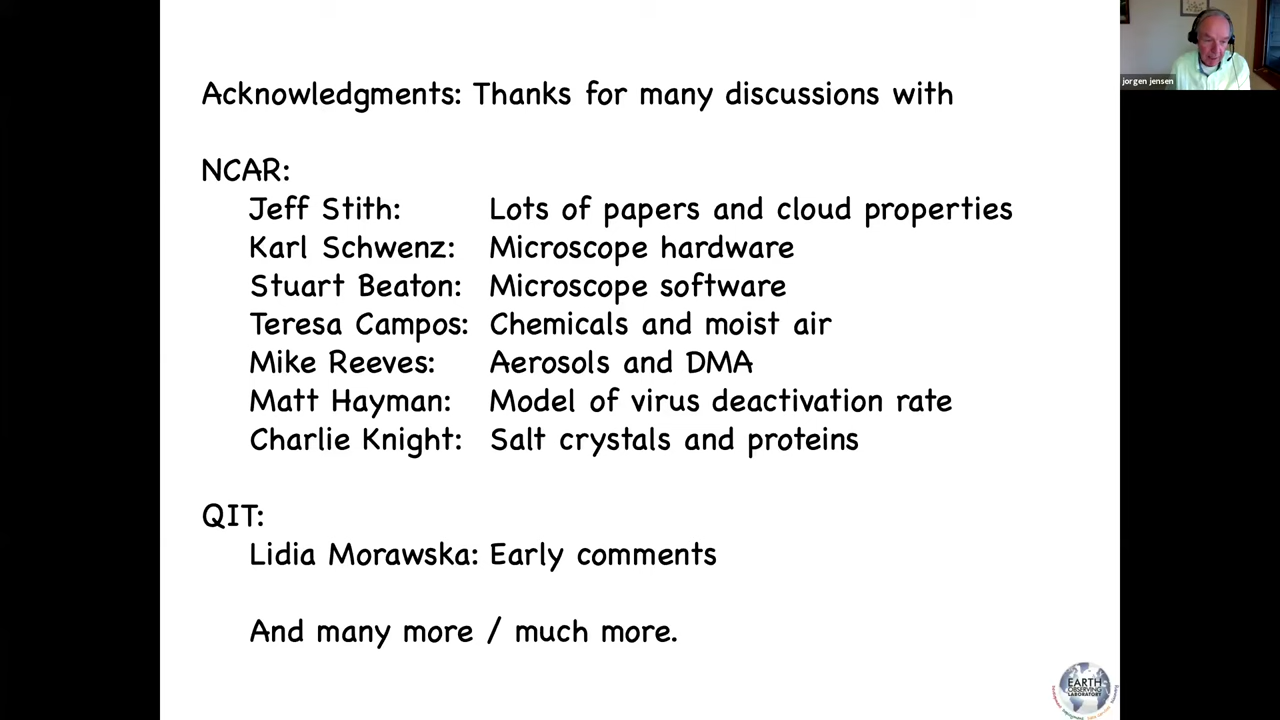 Acknowledgments: Thanks for many discussions with
NCAR:
Jeff Stith: Lots of papers and cloud properties
Karl Schwenz: Microscope hardware
Stuart Beaton: Microscope software
Teresa Campos: Chemicals and moist air
Mike Reeves: Aerosols and DMA
Matt Hayman: Model of virus deactivation rate
Charlie Knight: Salt crystals and proteins
QIT:
Lidia Morawska: Early comments
And many more / much more.
jorgen jensen
EARTH
OBSERVING
LABORATORY